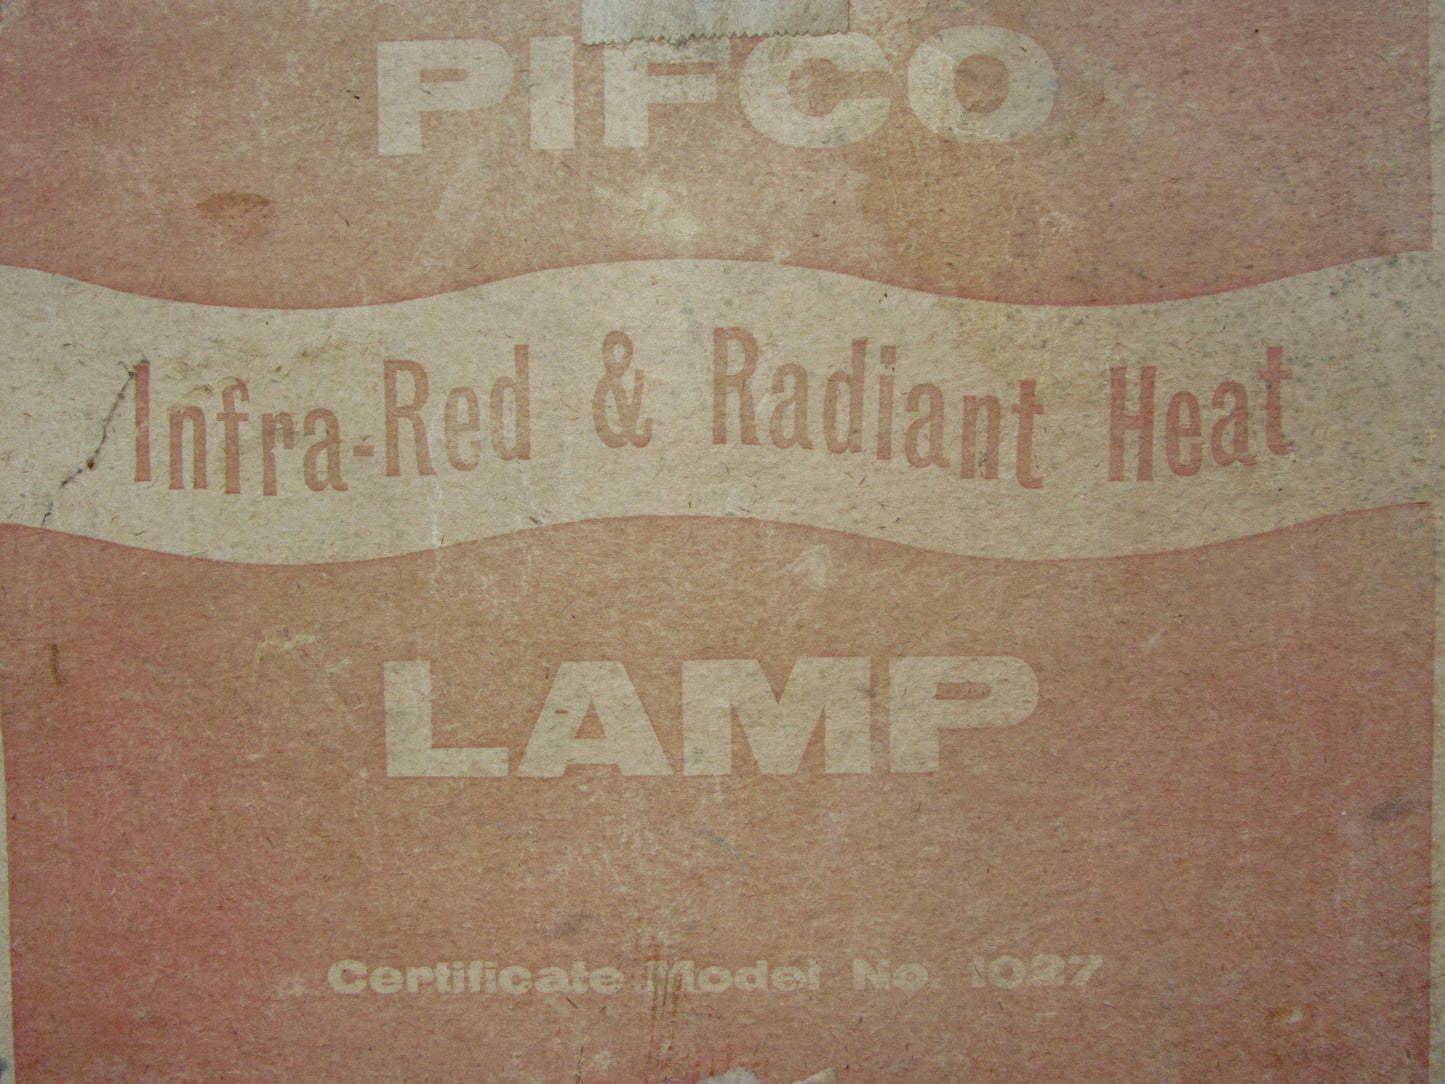 PIFCO
Infra-Red & Radiant Heat
LAMP
Certificate Model No. 1027